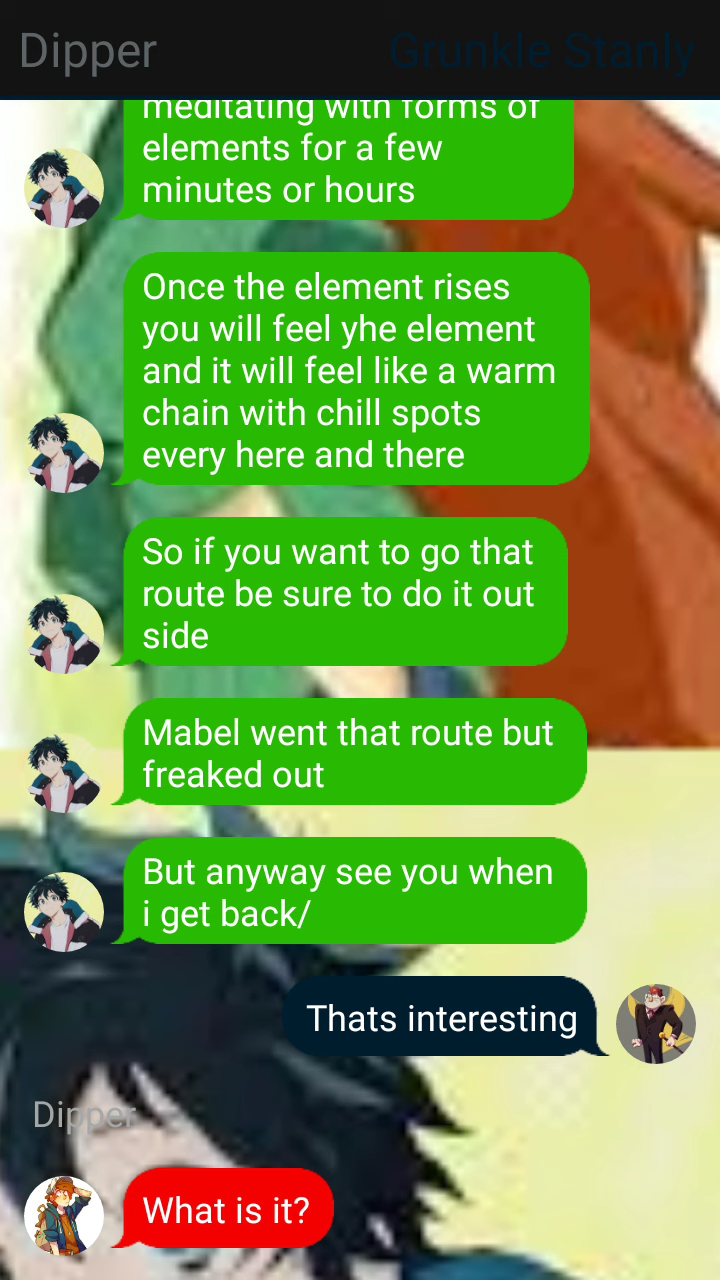 Dipper
Grunkle Stanly
meditating with forms of
elements for a few
minutes or hours
Once the element rises
you will feel yhe element
and it will feel like a warm
chain with chill spots
every here and there
So if you want to go that
route be sure to do it out
side
Mabel went that route but
freaked out
But anyway see you when
i get back/
Thats interesting
Dipper
What is it?